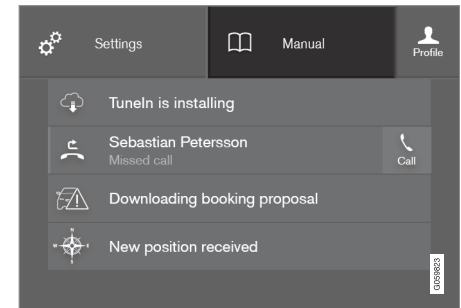 Settings
Manual
Profile
TuneIn is installing
Sebastian Petersson
Missed call
Call
Downloading booking proposal
N
W
E
S
New position received
G059823